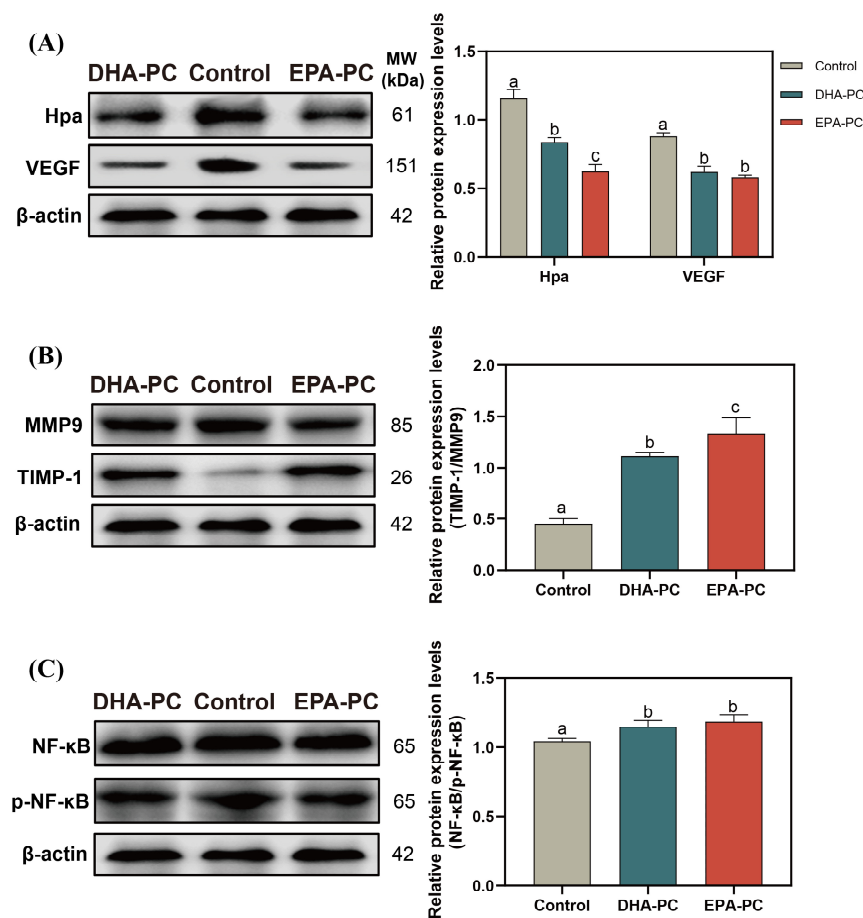 (A)
DHA-PC Control EPA-PC
MW
(kDa)
Hpa 61
VEGF 151
β-actin 42
Relative protein expression levels
1.5
1.0
0.5
0.0
a b c
a b b
Hpa VEGF
Control
DHA-PC
EPA-PC
(B)
DHA-PC Control EPA-PC
MMP9 85
TIMP-1 26
β-actin 42
Relative protein expression levels
(TIMP-1/MMP9)
2.0
1.5
1.0
0.5
0.0
a b c
Control DHA-PC EPA-PC
(C)
DHA-PC Control EPA-PC
NF-κB 65
p-NF-κB 65
β-actin 42
Relative protein expression levels
(NF-κB/p-NF-κB)
1.5
1.0
0.5
0.0
a b b
Control DHA-PC EPA-PC